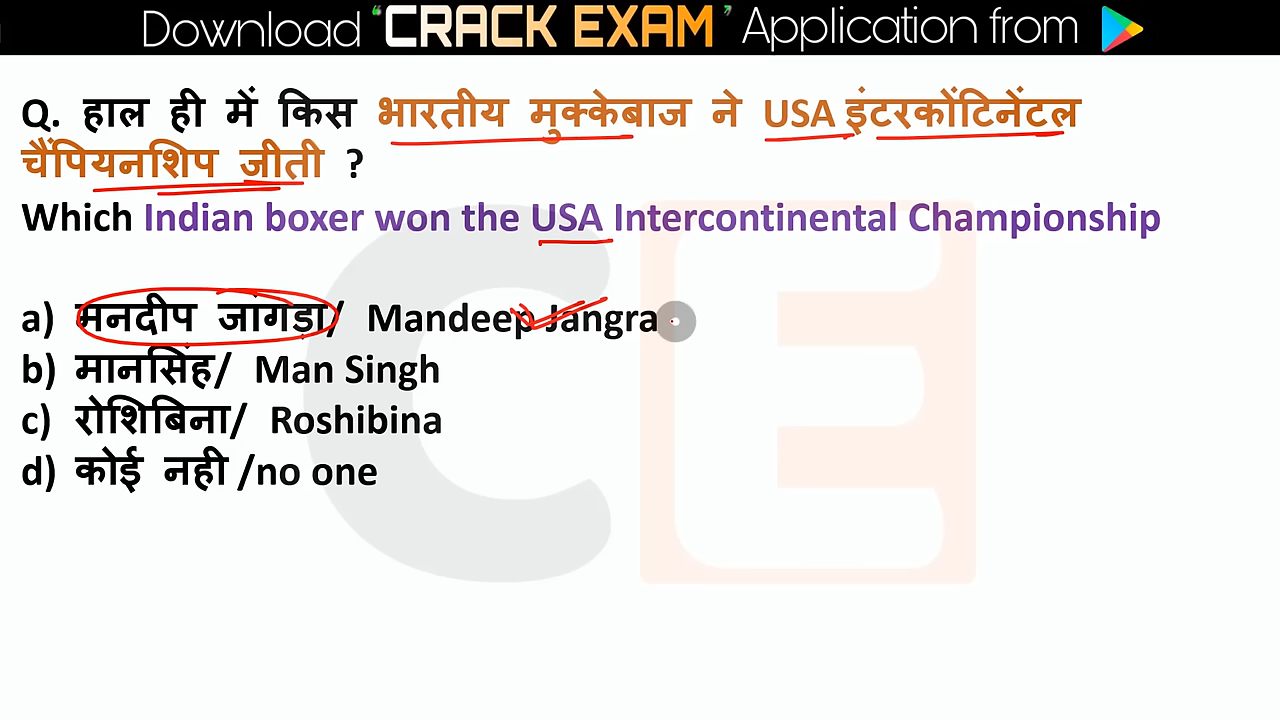 Download “CRACK EXAM” Application from
Q. हाल ही में किस भारतीय मुक्केबाज ने USA इंटरकोंटिनेंटल
चैंपियनशिप जीती ?
Which Indian boxer won the USA Intercontinental Championship
a) मनदीप जांगड़ा/ Mandeep Jangra
b) मानसिंह/ Man Singh
c) रोशिबिना/ Roshibina
d) कोई नही /no one
CE